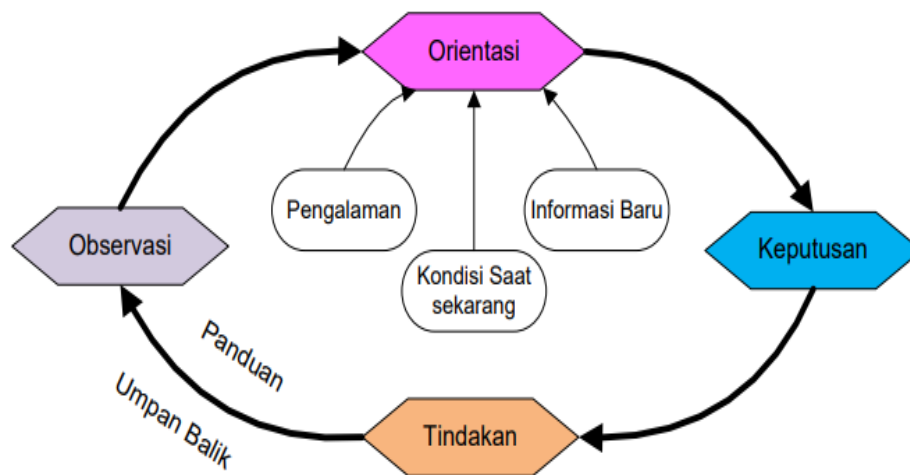 Orientasi
Pengalaman
Informasi Baru
Kondisi Saat
sekarang
Observasi
Keputusan
Panduan
Umpan Balik
Tindakan